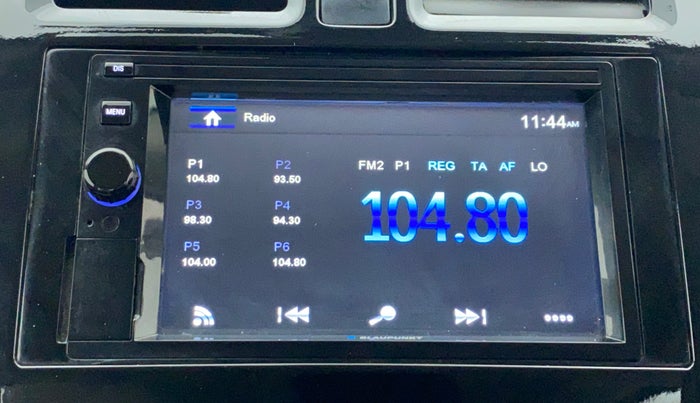 DIS
MENU
Radio
11:44AM
P1
104.80
P2
93.50
P3
98.30
P4
94.30
P5
104.00
P6
104.80
FM2 P1 REG TA AF LO
104.80
BLAUPUNKT